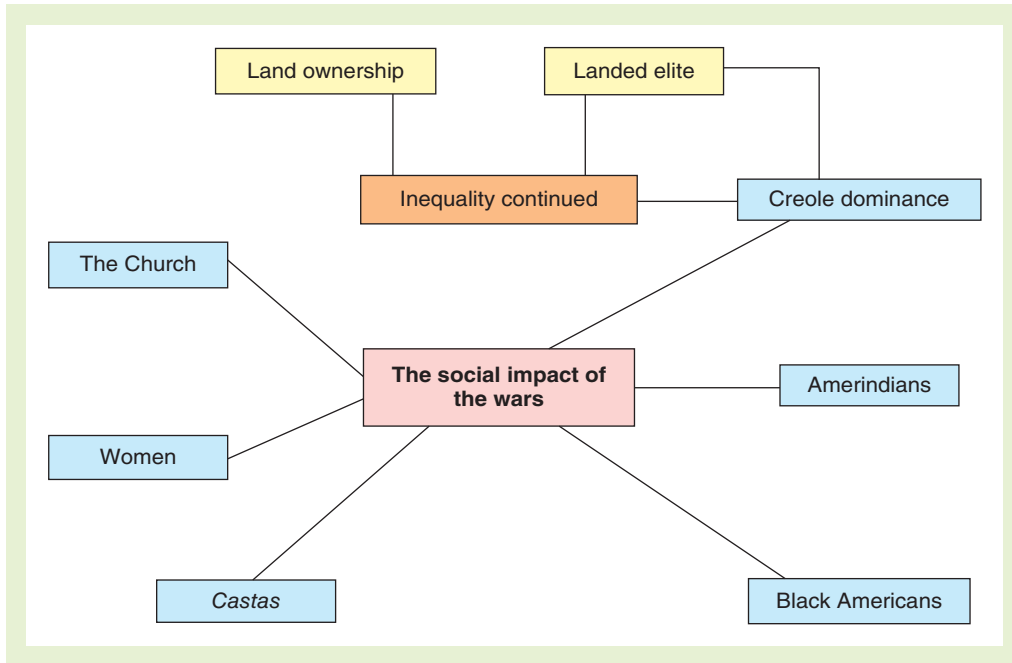 Land ownership
Landed elite
Inequality continued
Creole dominance
The Church
The social impact of
the wars
Amerindians
Women
Castas
Black Americans